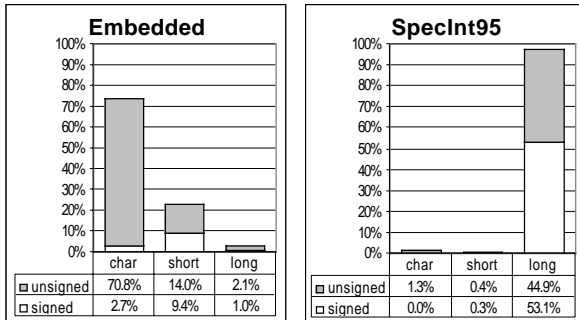 Embedded
100%
90%
80%
70%
60%
50%
40%
30%
20%
10%
0%
char short long
unsigned 70.8% 14.0% 2.1%
signed 2.7% 9.4% 1.0%
SpecInt95
100%
90%
80%
70%
60%
50%
40%
30%
20%
10%
0%
char short long
unsigned 1.3% 0.4% 44.9%
signed 0.0% 0.3% 53.1%